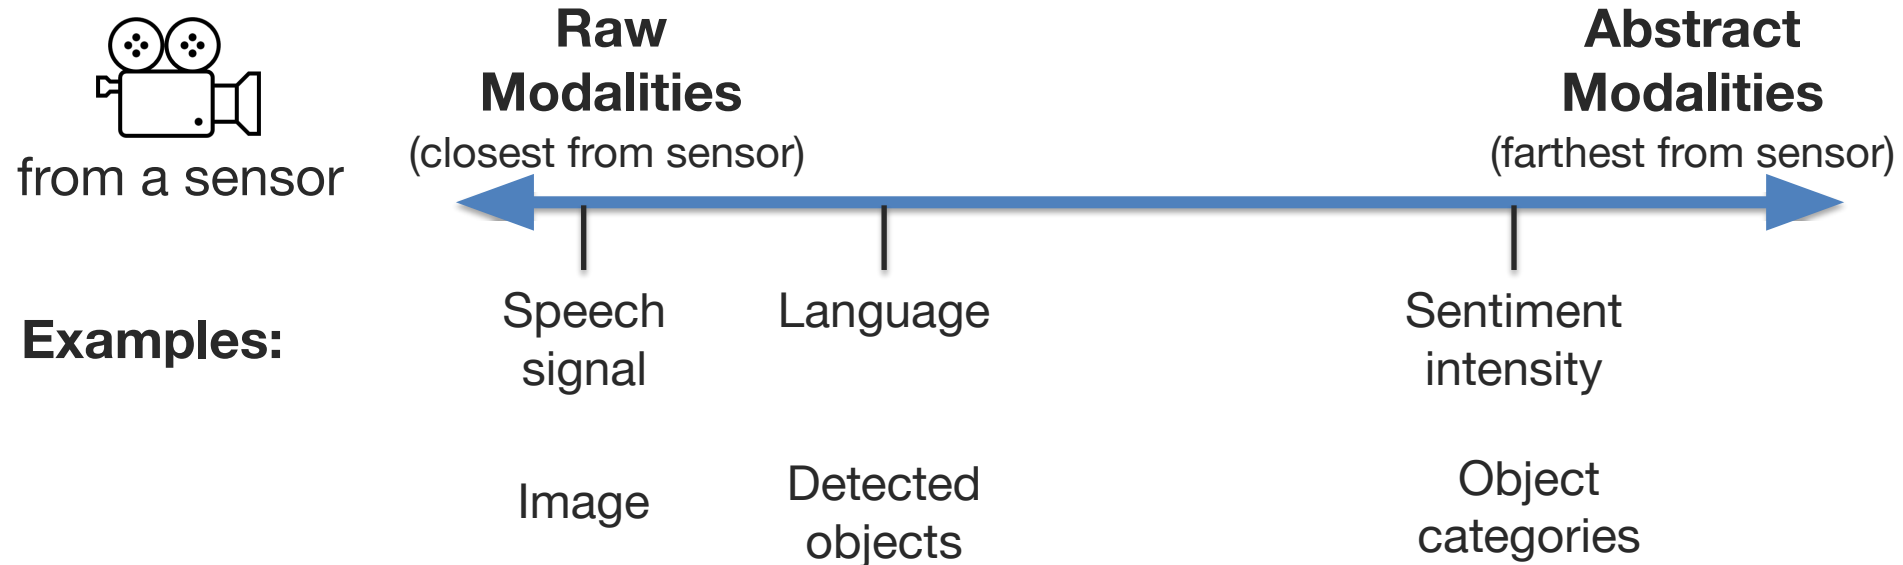 Raw
Modalities
(closest from sensor)
Abstract
Modalities
(farthest from sensor)
from a sensor
Examples:
Speech
signal
Language
Sentiment
intensity
Image
Detected
objects
Object
categories